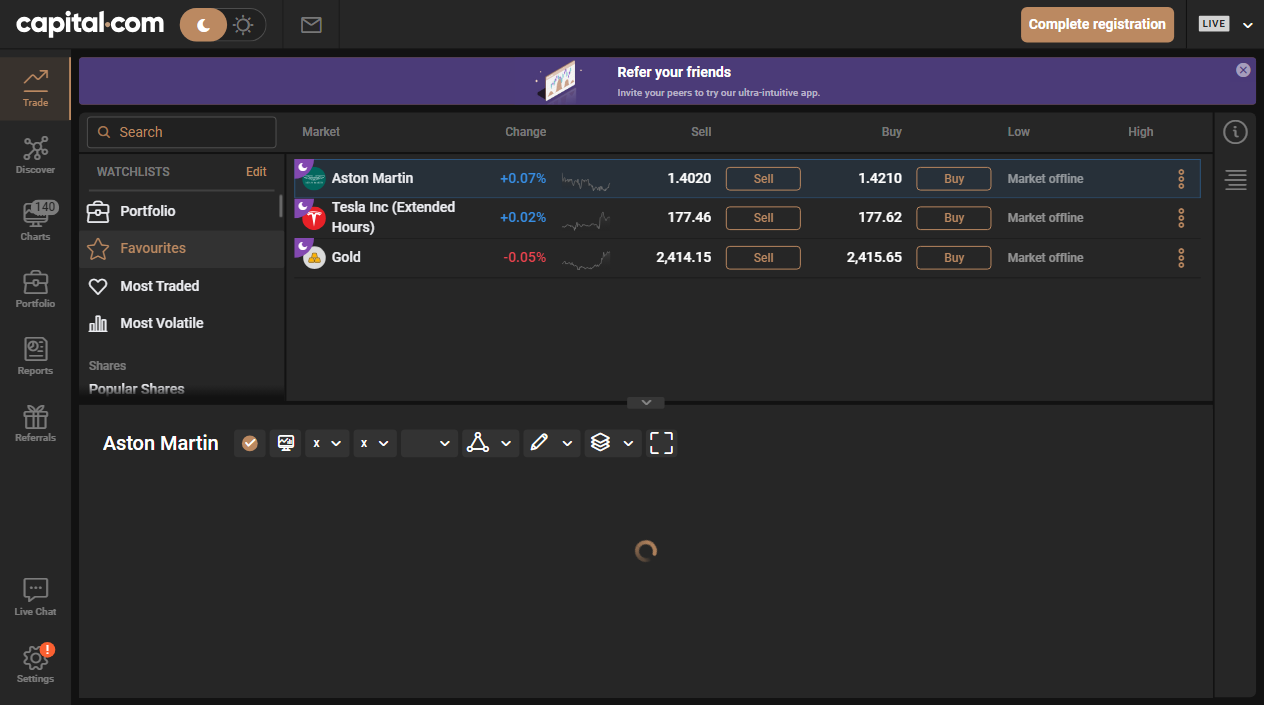 capital.com
Complete registration
LIVE
Refer your friends
Invite your peers to try our ultra-intuitive app.
Trade
Discover
140
Charts
Portfolio
Reports
Referrals
Live Chat
!
Settings
Search
WATCHLISTS
Edit
Portfolio
Favourites
Most Traded
Most Volatile
Shares
Popular Shares
Market Change Sell Buy Low High
Aston Martin +0.07% 1.4020 Sell 1.4210 Buy Market offline
Tesla Inc (Extended
Hours) +0.02% 177.46 Sell 177.62 Buy Market offline
Gold -0.05% 2,414.15 Sell 2,415.65 Buy Market offline
Aston Martin x x